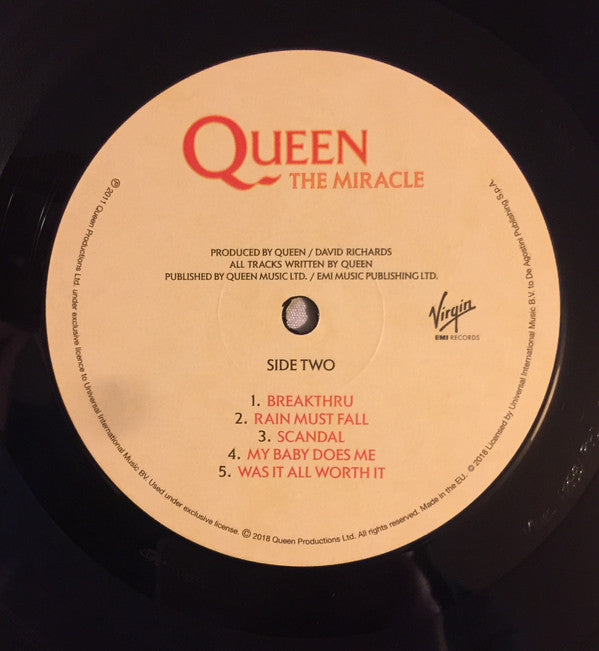 QUEEN
THE MIRACLE
PRODUCED BY QUEEN / DAVID RICHARDS
ALL TRACKS WRITTEN BY QUEEN
PUBLISHED BY QUEEN MUSIC LTD. / EMI MUSIC PUBLISHING LTD.
Virgin
EMI RECORDS
SIDE TWO
1. BREAKTHRU
2. RAIN MUST FALL
3. SCANDAL
4. MY BABY DOES ME
5. WAS IT ALL WORTH IT
℗ 2011 Queen Productions Ltd. under exclusive licence to Universal International Music BV. Used under exclusive license. © 2018 Queen Productions Ltd. All rights reserved. Made in the EU. © 2018 Licensed by Universal International Music B.V. to De Agostini Publishing S.p.A.